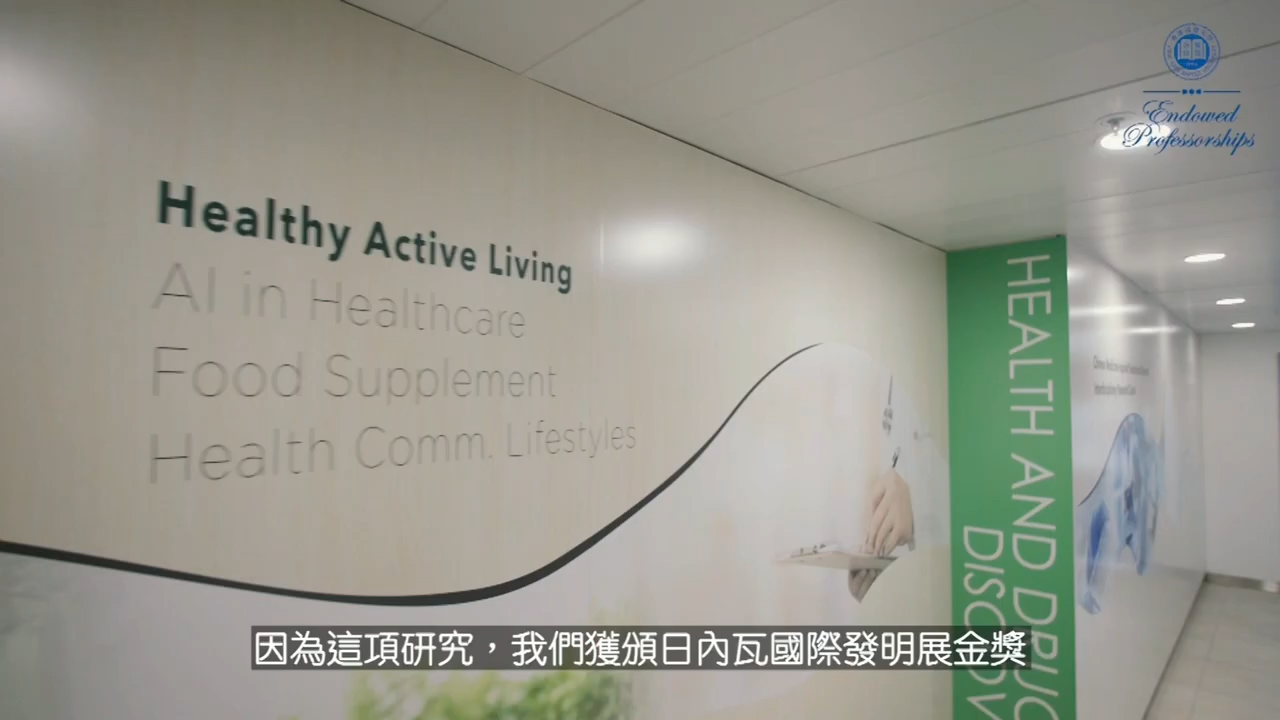 Endowed
Professorships
Healthy Active Living
AI in Healthcare
Food Supplement
Health Comm. Lifestyles
HEALTH AND DRUG
DISCOV
因為這項研究，我們獲頒日內瓦國際發明展金獎